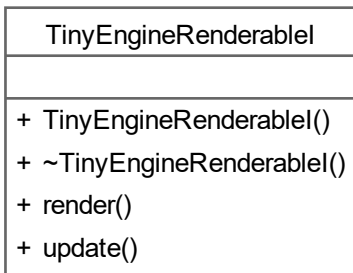 TinyEngineRenderableI
+ TinyEngineRenderableI()
+ ~TinyEngineRenderableI()
+ render()
+ update()